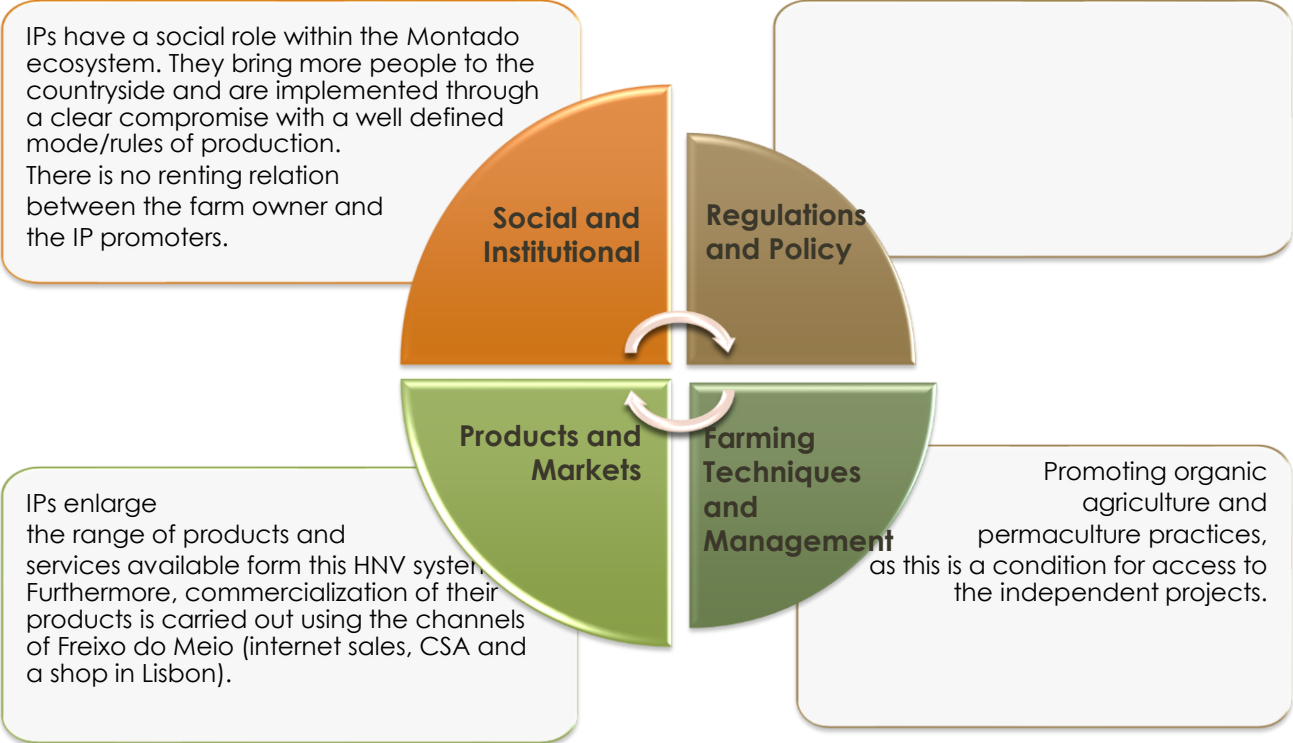 IPs have a social role within the Montado
ecosystem. They bring more people to the
countryside and are implemented through
a clear compromise with a well defined
mode/rules of production.
There is no renting relation
between the farm owner and
the IP promoters.
Social and
Institutional
Regulations
and Policy
Products and
Markets
Farming
Techniques
and
Management
IPs enlarge
the range of products and
services available form this HNV system
Furthermore, commercialization of their
products is carried out using the channels
of Freixo do Meio (internet sales, CSA and
a shop in Lisbon).
Promoting organic
agriculture and
permaculture practices,
as this is a condition for access to
the independent projects.